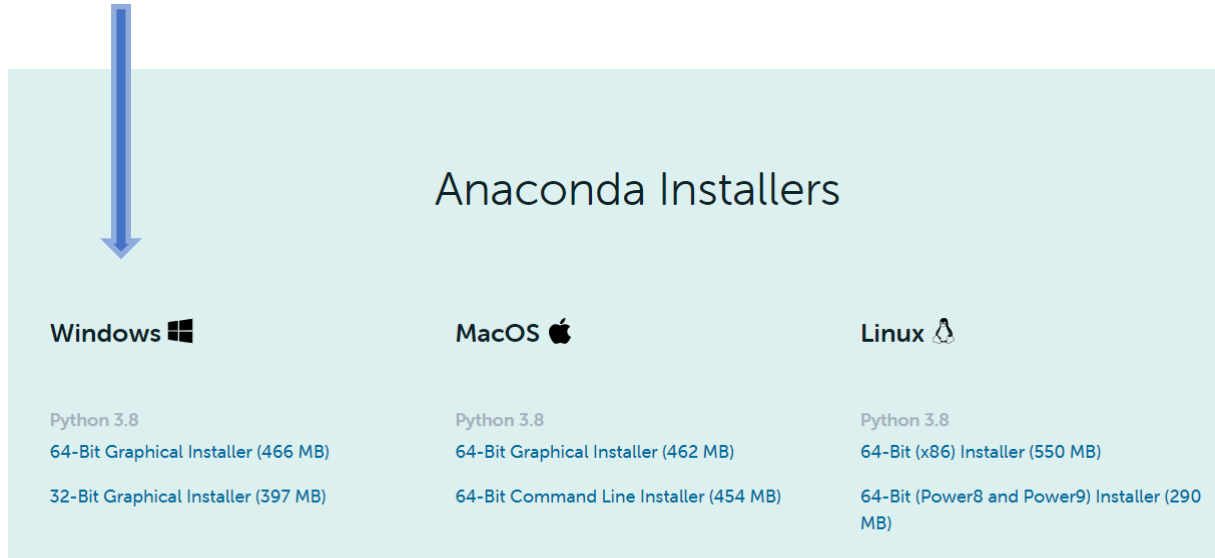 Anaconda Installers
Windows
Python 3.8
64-Bit Graphical Installer (466 MB)
32-Bit Graphical Installer (397 MB)
MacOS
Python 3.8
64-Bit Graphical Installer (462 MB)
64-Bit Command Line Installer (454 MB)
Linux
Python 3.8
64-Bit (x86) Installer (550 MB)
64-Bit (Power8 and Power9) Installer (290
MB)